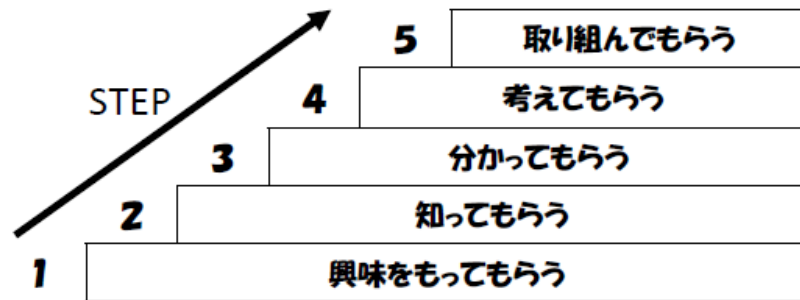 5 取り組んでもらう
STEP
4 考えてもらう
3 分かってもらう
2 知ってもらう
1 興味をもってもらう